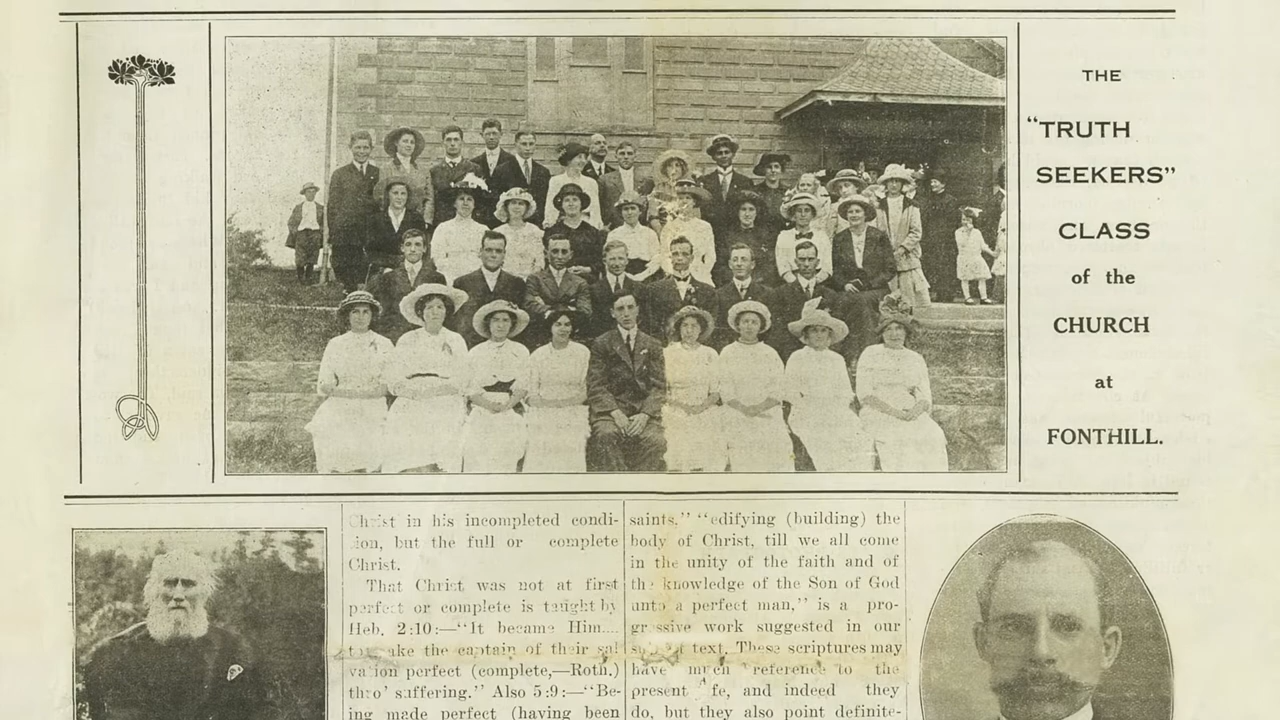 THE
"TRUTH
SEEKERS"
CLASS
of the
CHURCH
at
FONTHILL.
Christ in his incompleted condi-
tion, but the full or complete
Christ.
That Christ was not at first
perfect or complete is taught by
Heb. 2:10:—"It became Him....
to make the captain of their sal
vation perfect (complete,—Roth.)
thro' suffering." Also 5:9:—"Be-
ing made perfect (having been
saints," "edifying (building) the
body of Christ, till we all come
in the unity of the faith and of
the knowledge of the Son of God
unto a perfect man," is a pro-
gressive work suggested in our
text. These scriptures may
have much reference to the
present life, and indeed they
do, but they also point definite-